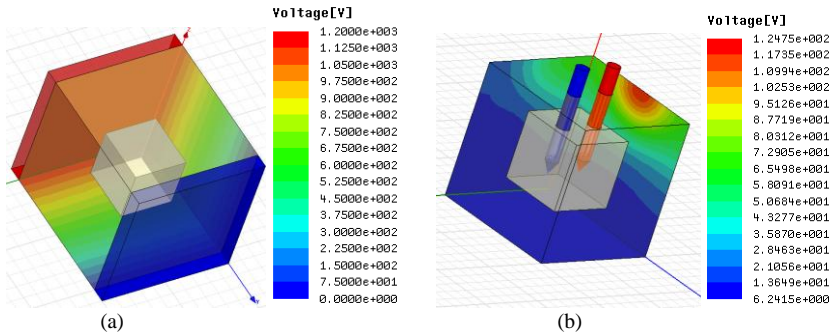 Voltage[V]
1.2000e+003
1.1250e+003
1.0500e+003
9.7500e+002
9.0000e+002
8.2500e+002
7.5000e+002
6.7500e+002
6.0000e+002
5.2500e+002
4.5000e+002
3.7500e+002
3.0000e+002
2.2500e+002
1.5000e+002
7.5000e+001
0.0000e+000
(a)
Voltage[V]
1.2475e+002
1.1735e+002
1.0994e+002
1.0253e+002
9.5126e+001
8.7719e+001
8.0312e+001
7.2905e+001
6.5498e+001
5.8091e+001
5.0684e+001
4.3277e+001
3.5870e+001
2.8463e+001
2.1056e+001
1.3649e+001
6.2415e+000
(b)